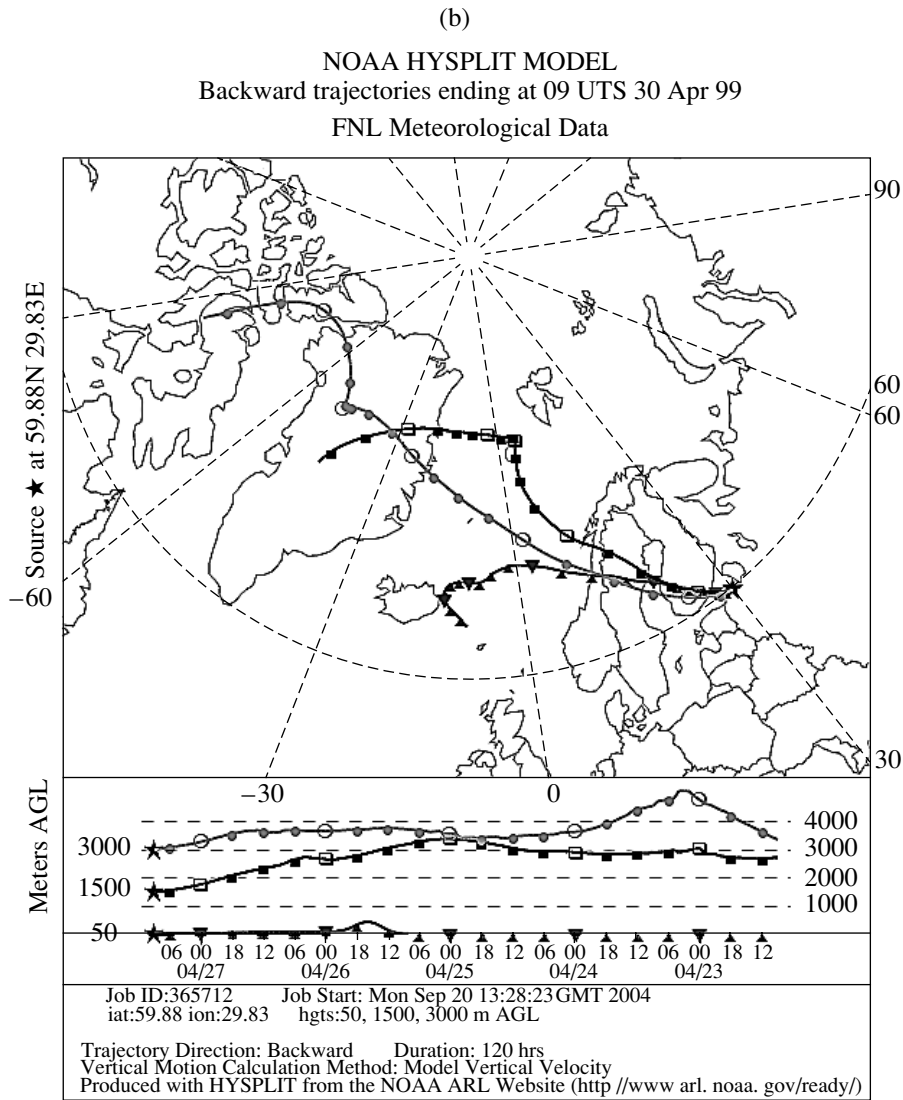 (b)
NOAA HYSPLIT MODEL
Backward trajectories ending at 09 UTS 30 Apr 99
FNL Meteorological Data
Source ★ at 59.88N 29.83E
90
60
60
−60
30
−30 0
Meters AGL
3000 4000
3000
1500 2000
1000
50
06 00 18 12 06 00 18 12 06 00 18 12 06 00 18 12 06 00 18 12
04/27 04/26 04/25 04/24 04/23
Job ID:365712 Job Start: Mon Sep 20 13:28:23 GMT 2004
iat:59.88 ion:29.83 hgts:50, 1500, 3000 m AGL
Trajectory Direction: Backward Duration: 120 hrs
Vertical Motion Calculation Method: Model Vertical Velocity
Produced with HYSPLIT from the NOAA ARL Website (http //www arl. noaa. gov/ready/)